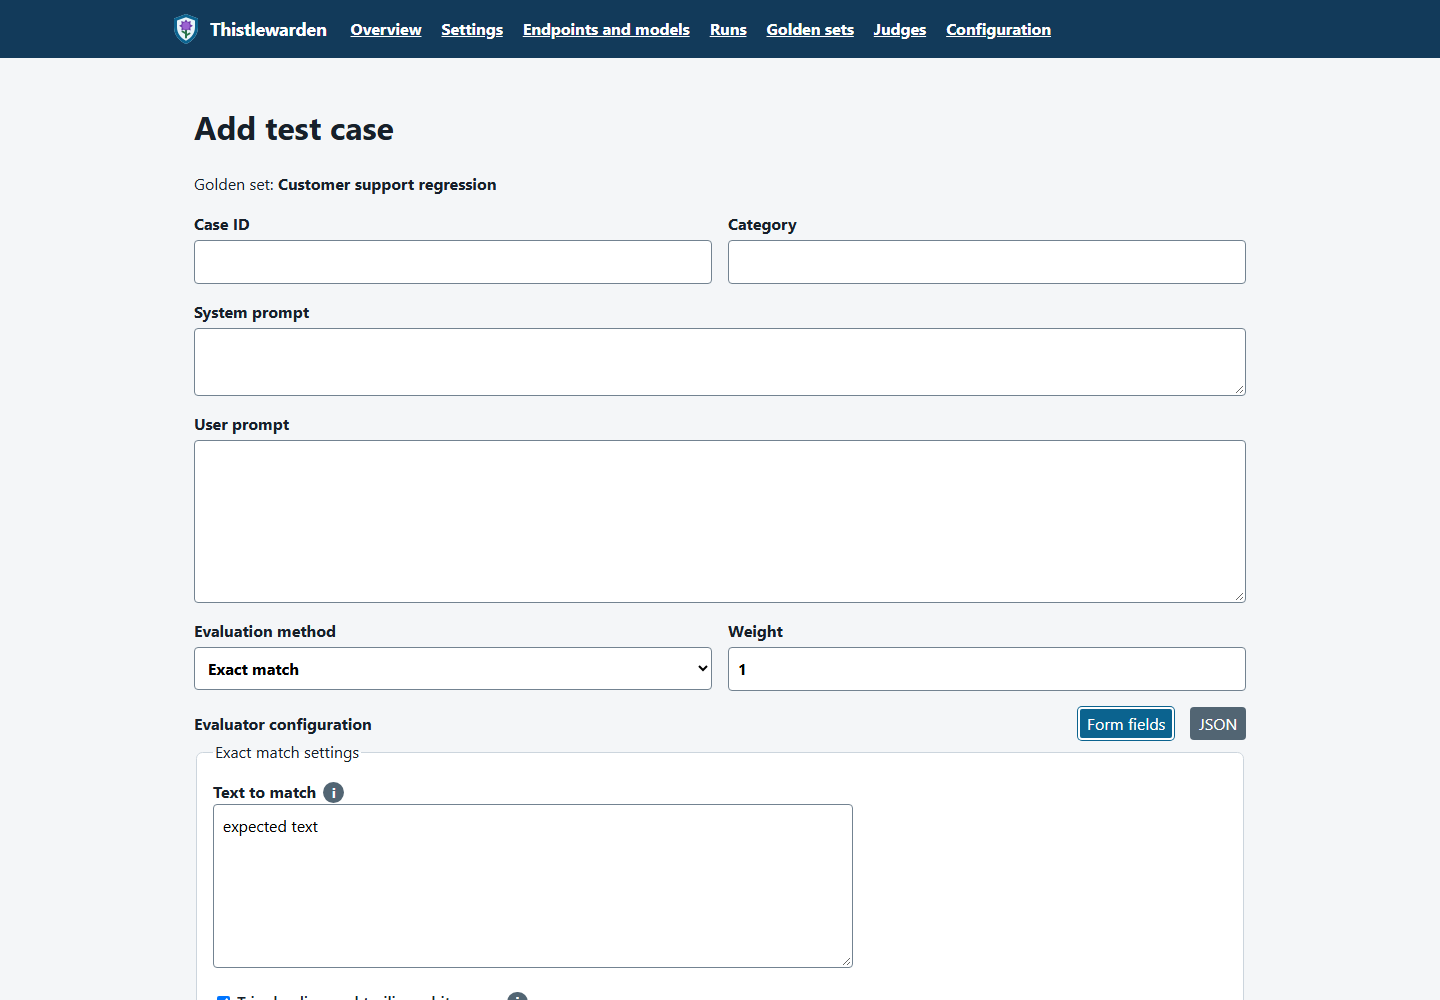 Thistlewarden Overview Settings Endpoints and models Runs Golden sets Judges Configuration
Add test case
Golden set: Customer support regression
Case ID Category
System prompt
User prompt
Evaluation method Weight
Exact match 1
Evaluator configuration Form fields JSON
Exact match settings
Text to match i
expected text